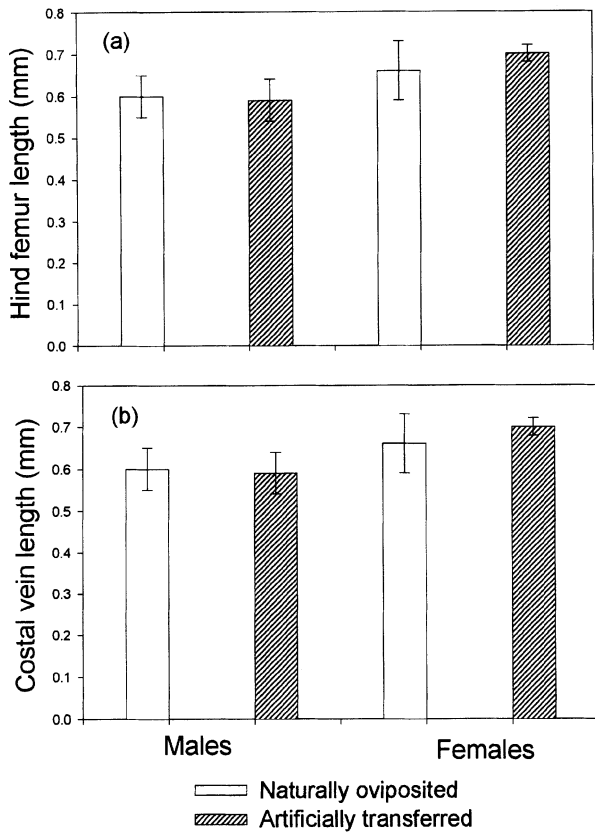 (a)
Hind femur length (mm)
0.8
0.7
0.6
0.5
0.4
0.3
0.2
0.1
0.0
(b)
Costal vein length (mm)
0.8
0.7
0.6
0.5
0.4
0.3
0.2
0.1
0.0
Males
Females
Naturally oviposited
Artificially transferred